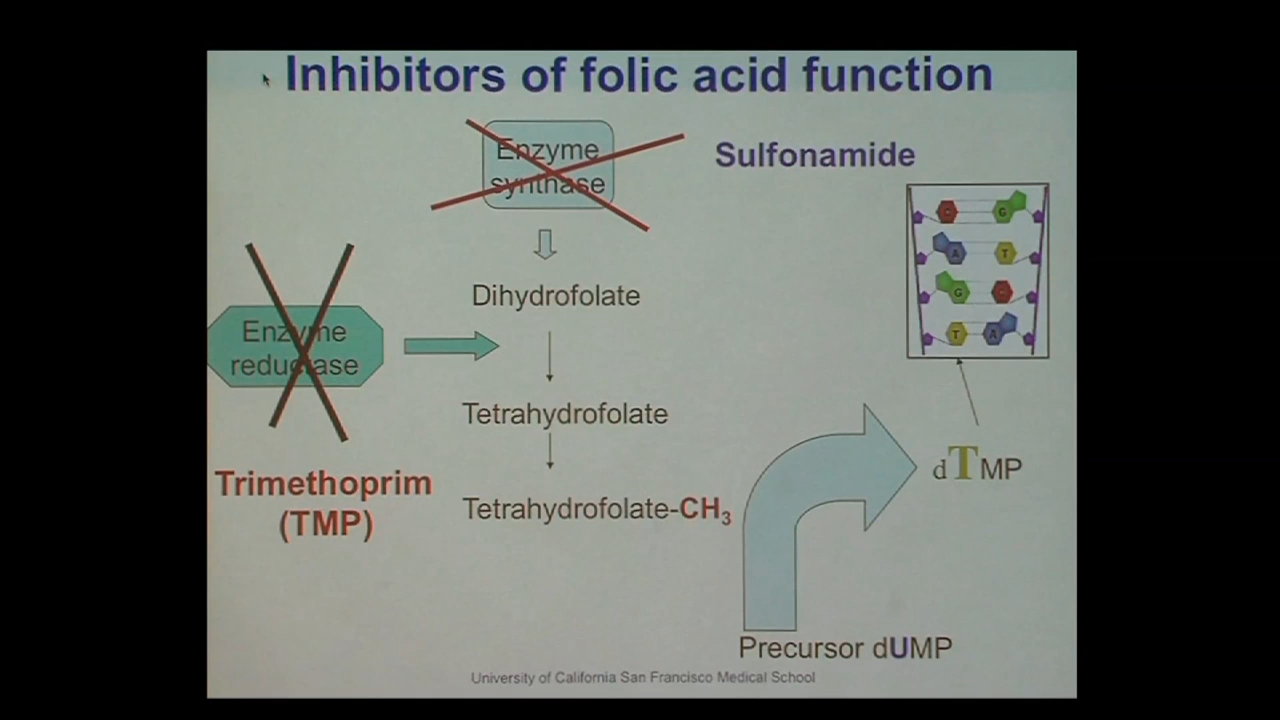 Inhibitors of folic acid function
Enzyme
synthase
Sulfonamide
G
A
T
G
T
A
Dihydrofolate
Enzyme
reductase
Tetrahydrofolate
Trimethoprim
(TMP)
dTMP
Tetrahydrofolate-CH₃
Precursor dUMP
University of California San Francisco Medical School